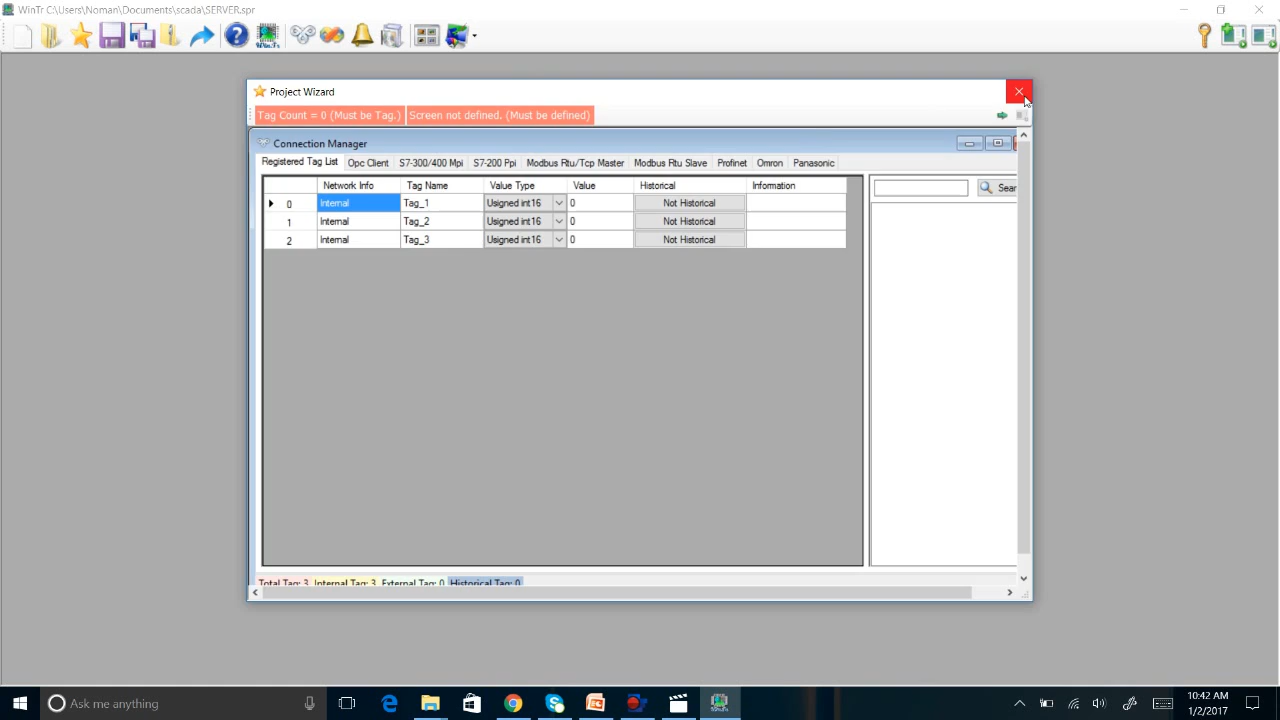 WinTr C:\Users\Noman\Documents\scada\SERVER.spr
WinTr
Project Wizard
Tag Count = 0 (Must be Tag.) Screen not defined. (Must be defined)
Connection Manager
Registered Tag List Opc Client S7-300/400 Mpi S7-200 Ppi Modbus Rtu/Tcp Master Modbus Rtu Slave Profinet Omron Panasonic
Network Info Tag Name Value Type Value Historical Information
0 Internal Tag_1 Usigned int16 0 Not Historical
1 Internal Tag_2 Usigned int16 0 Not Historical
2 Internal Tag_3 Usigned int16 0 Not Historical
Sear
Total Tag: 3 Internal Tag: 3 External Tag: 0 Historical Tag: 0
Ask me anything
10:42 AM
1/2/2017